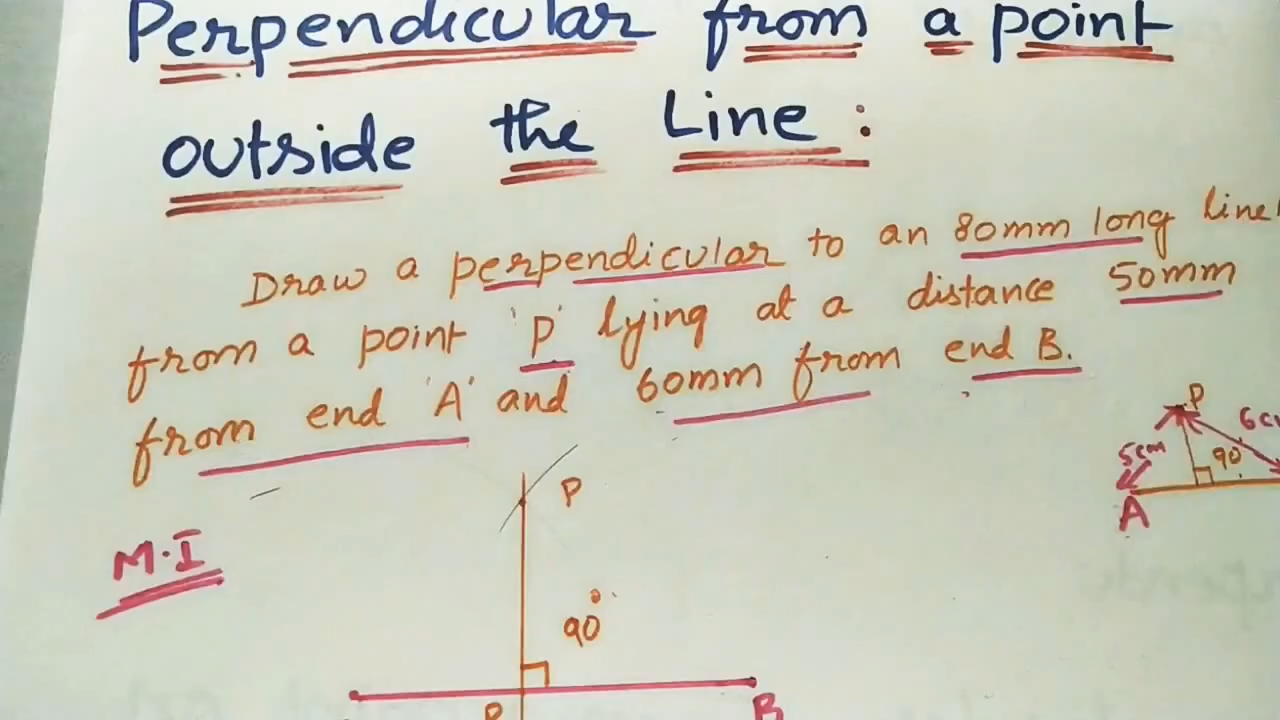 Perpendicular from a point
outside the Line :
Draw a perpendicular to an 80mm long line
from a point 'P' lying at a distance 50mm
from end 'A' and 60mm from end B.
P
5cm
6c
90°
A
M.I
P
90°
B